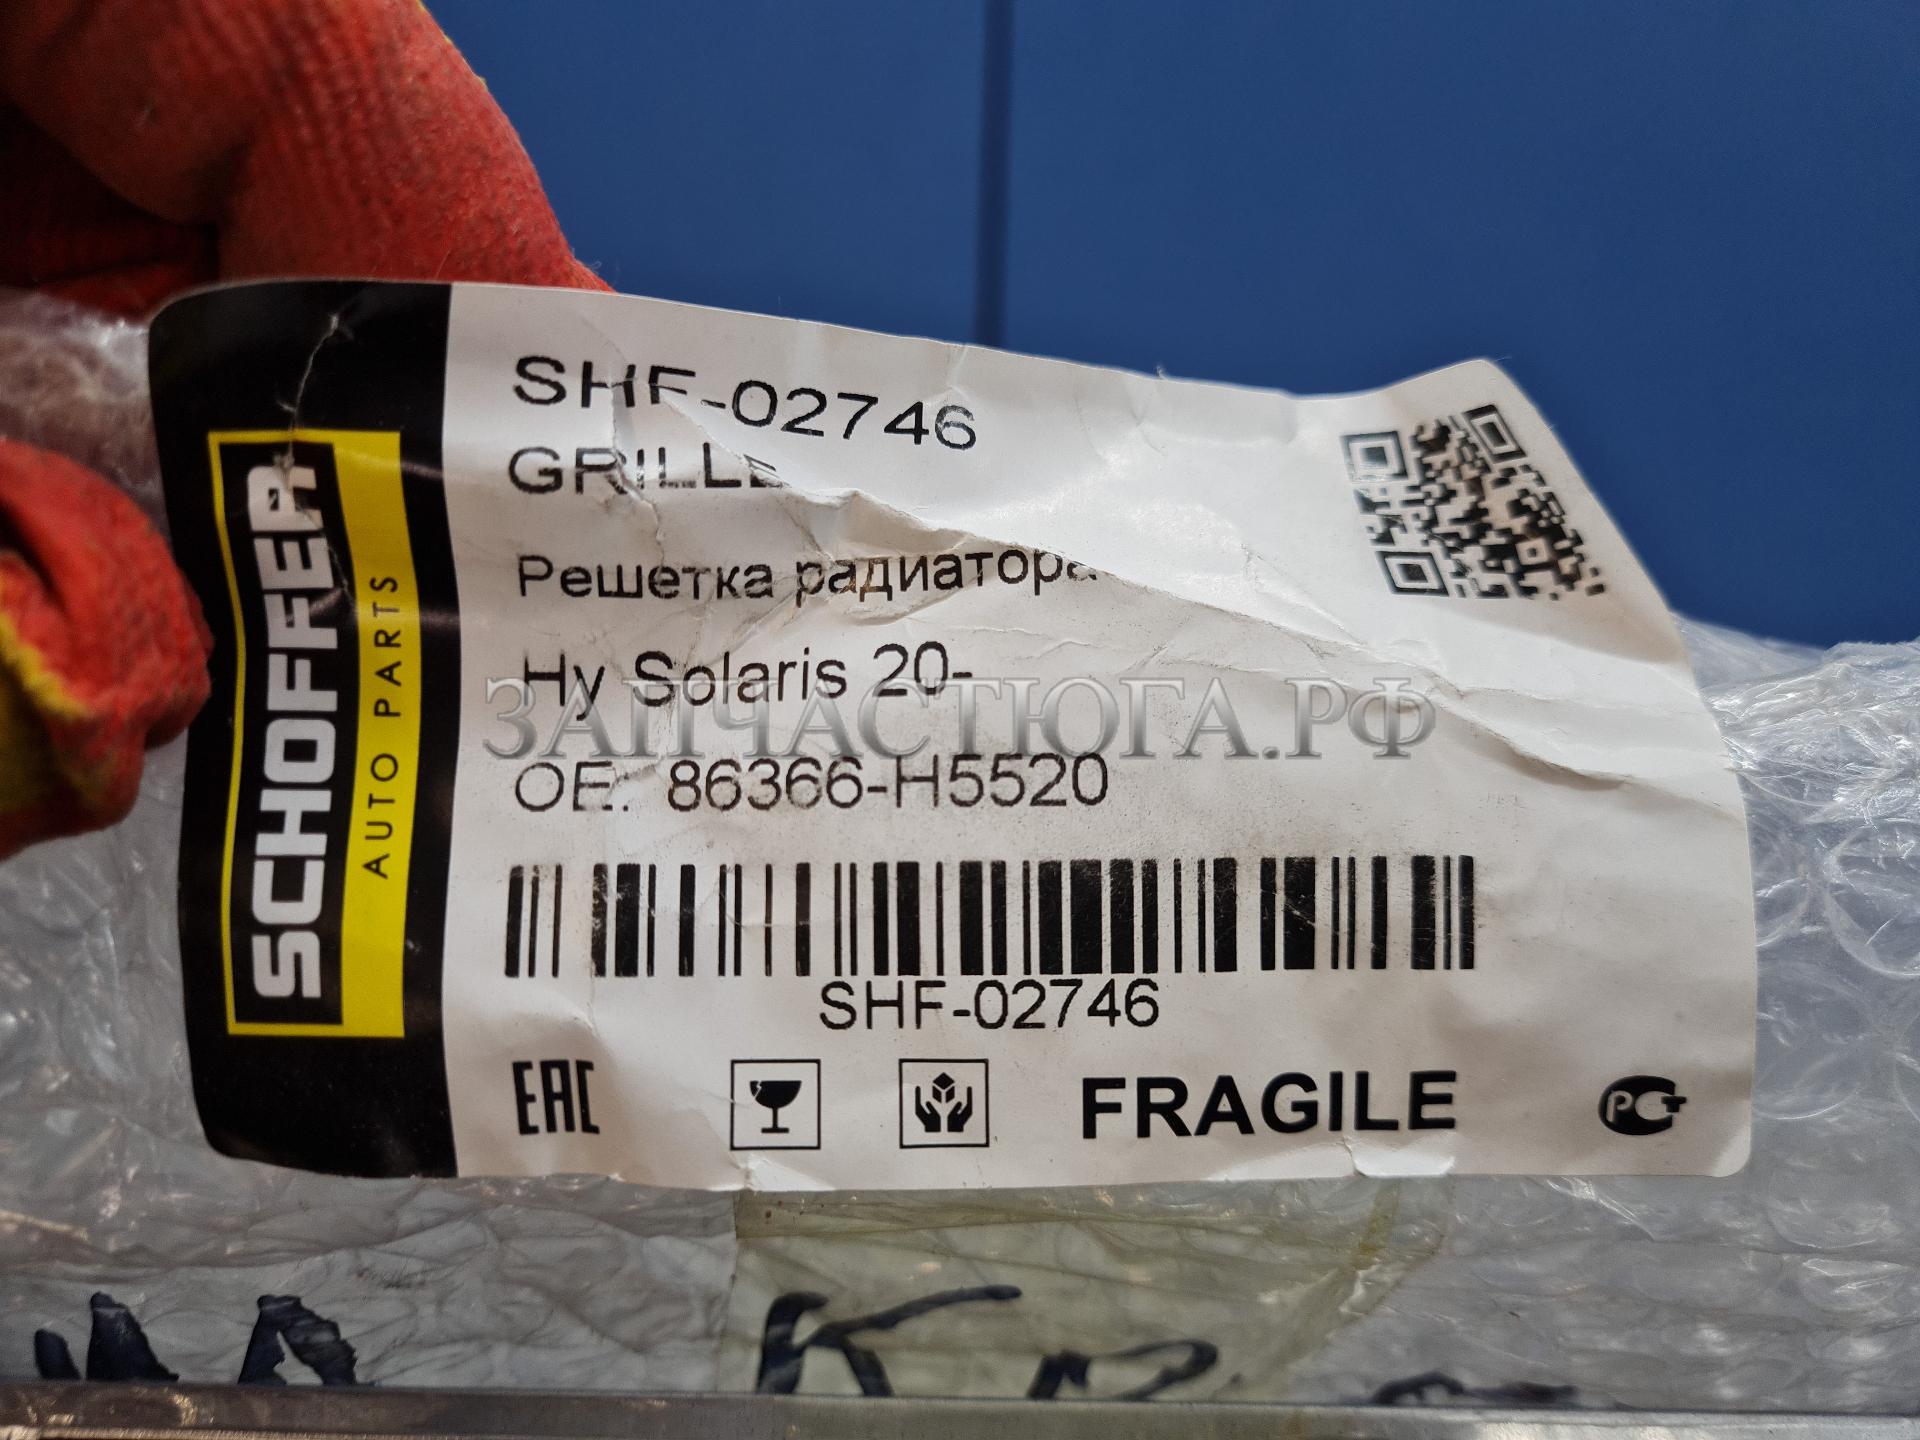 SCHOFFER
AUTO PARTS
SHF-02746
GRILLE
Решетка радиатора
Hy Solaris 20-
ЗАПЧАСТЮГА.РФ
OE: 86366-H5520
SHF-02746
EAC
FRAGILE
РСТ